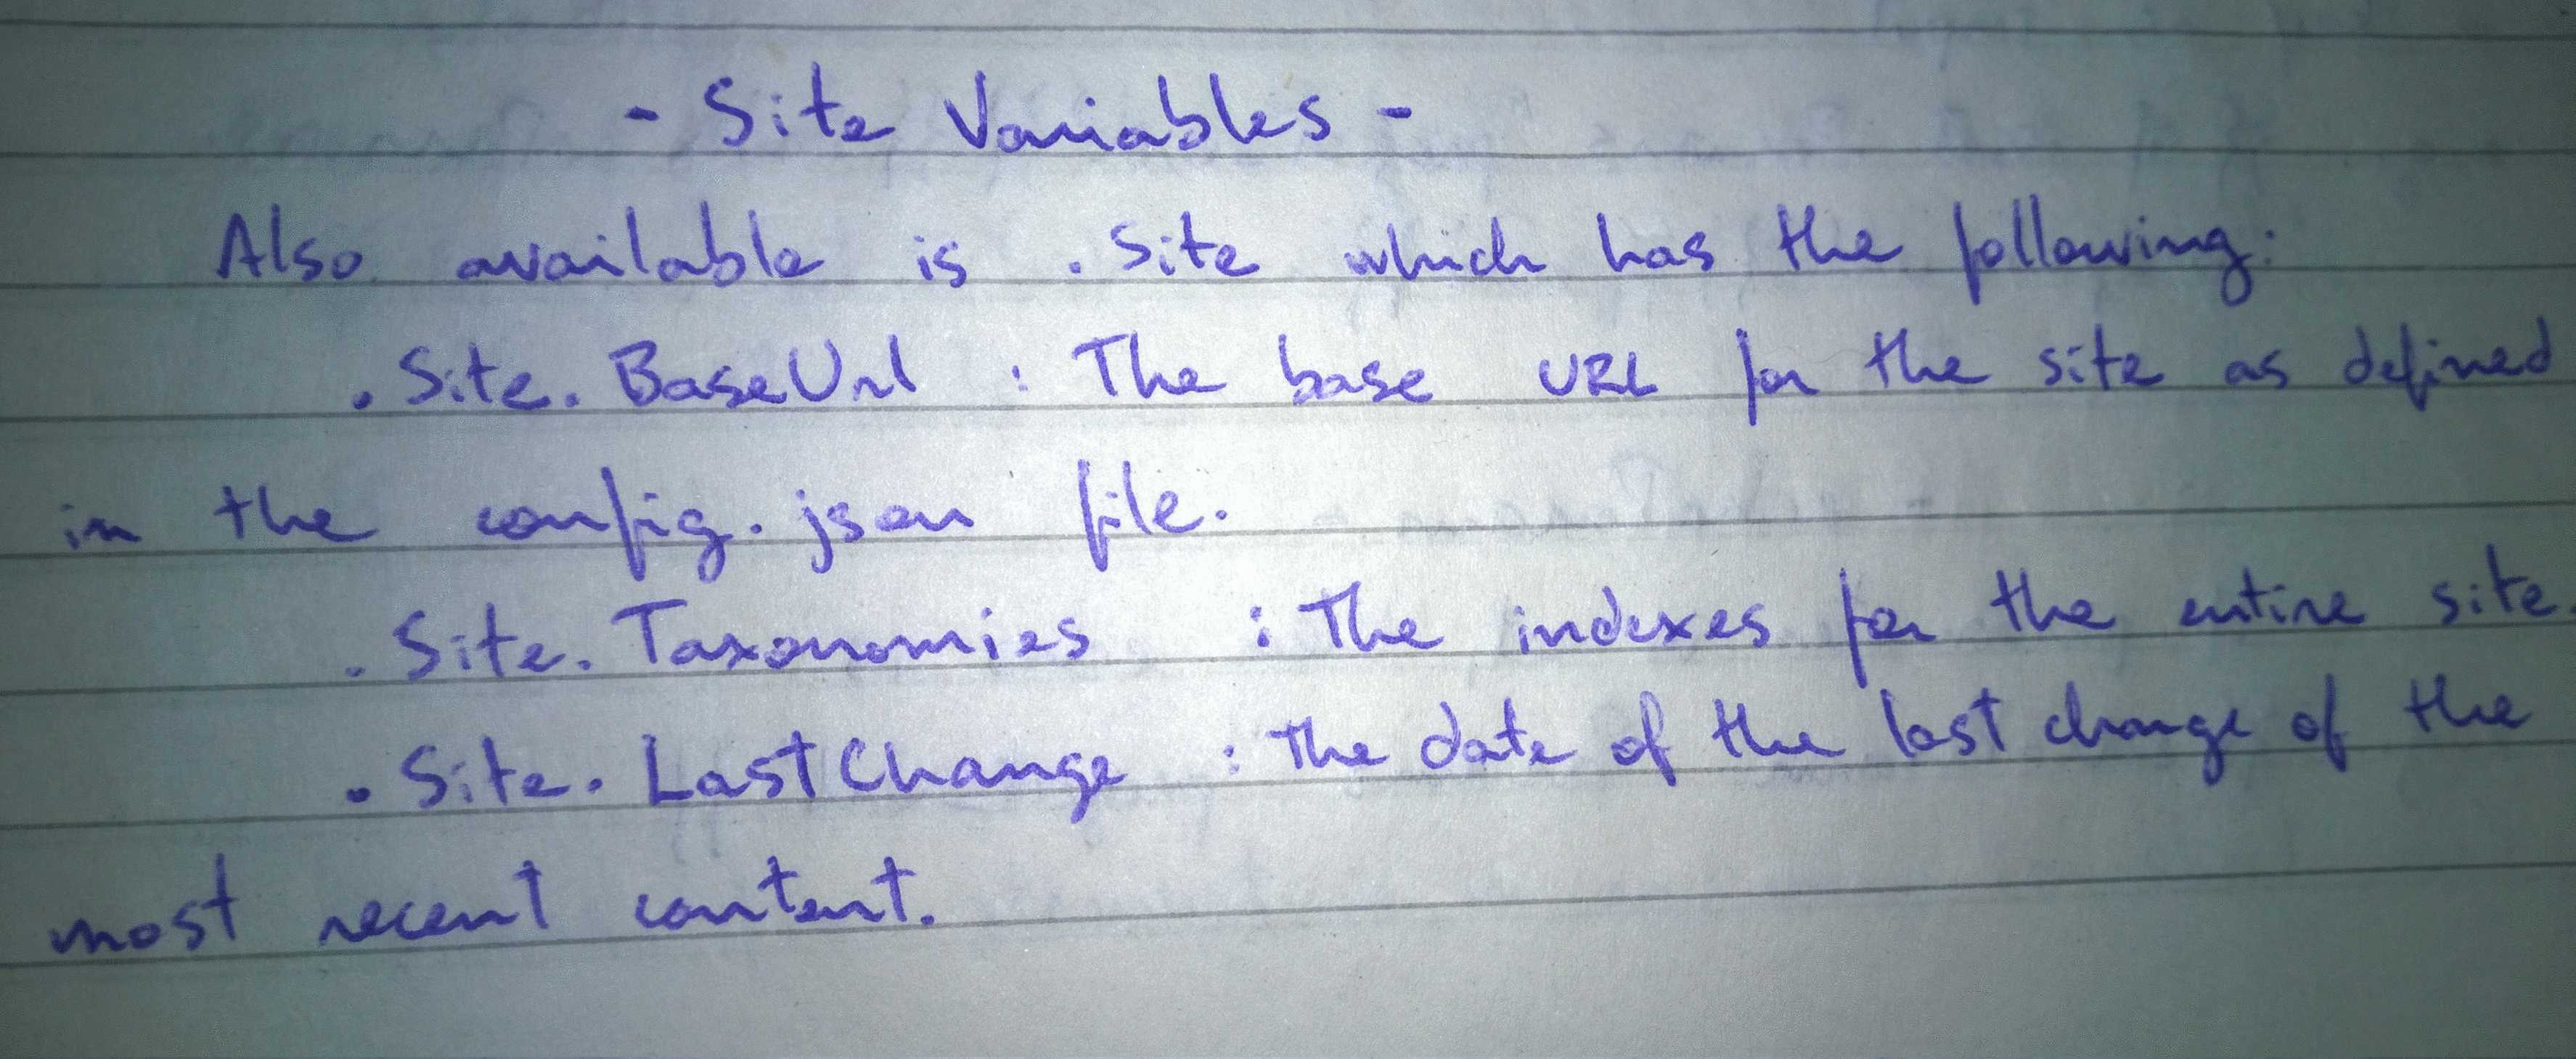 - Site Variables -
Also available is .Site which has the following:
.Site.BaseUrl : The base URL for the site as defined
in the config.json file.
.Site.Taxonomies : The indexes for the entire site.
.Site.LastChange : The date of the last change of the
most recent content.